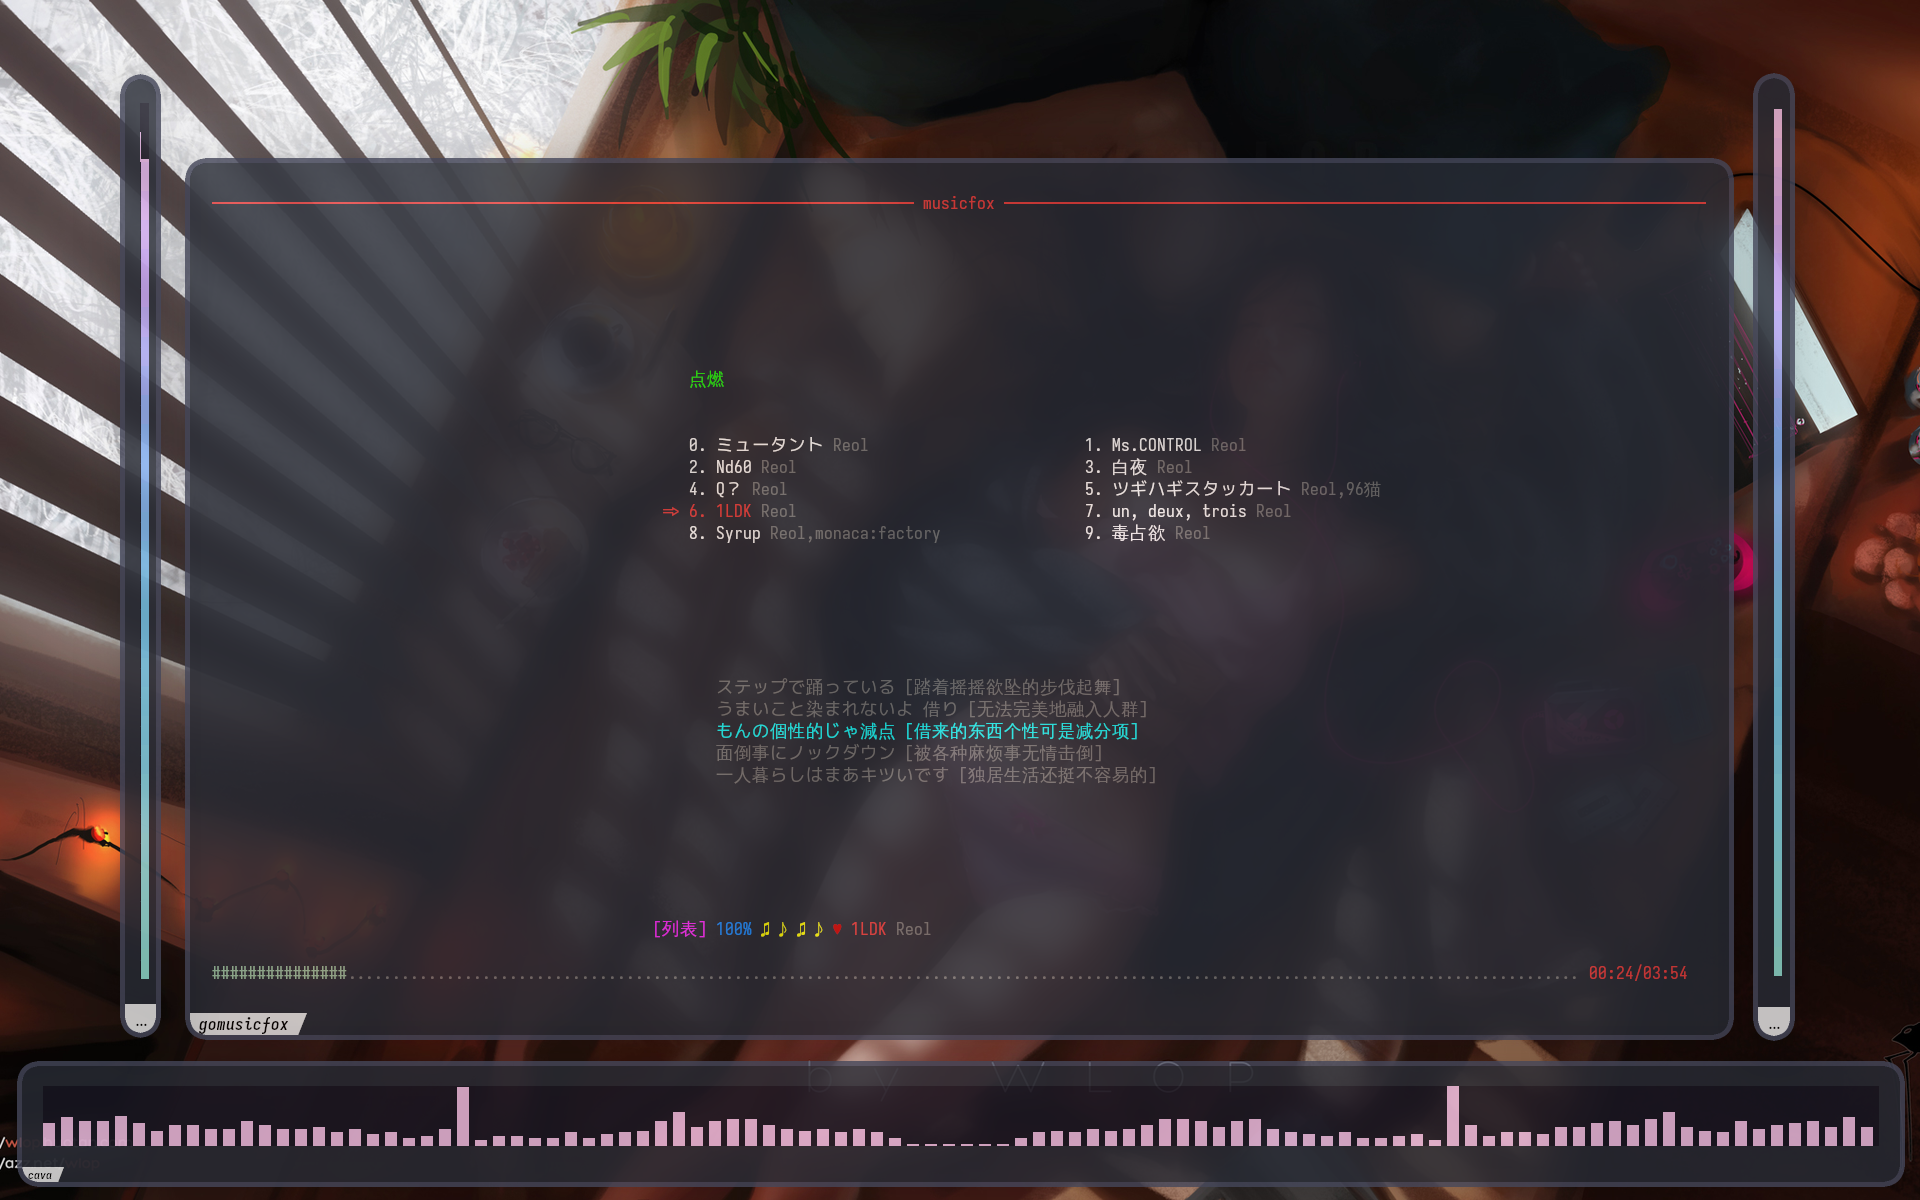 musicfox
点燃
0. ミュータント Reol
1. Ms.CONTROL Reol
2. Nd60 Reol
3. 白夜 Reol
4. Q？ Reol
5. ツギハギスタッカート Reol,96猫
⇒ 6. 1LDK Reol
7. un, deux, trois Reol
8. Syrup Reol,monaca:factory
9. 毒占欲 Reol
ステップで踊っている [踏着摇摇欲坠的步伐起舞]
うまいこと染まれないよ 借り [无法完美地融入人群]
もんの個性的じゃ減点 [借来的东西个性可是减分项]
面倒事にノックダウン [被各种麻烦事无情击倒]
一人暮らしはまあキツいです [独居生活还挺不容易的]
[列表] 100% ♫ ♪ ♫ ♪ ♥ 1LDK Reol
############### 00:24/03:54
...
gomusicfox
...
by WLOP
cava